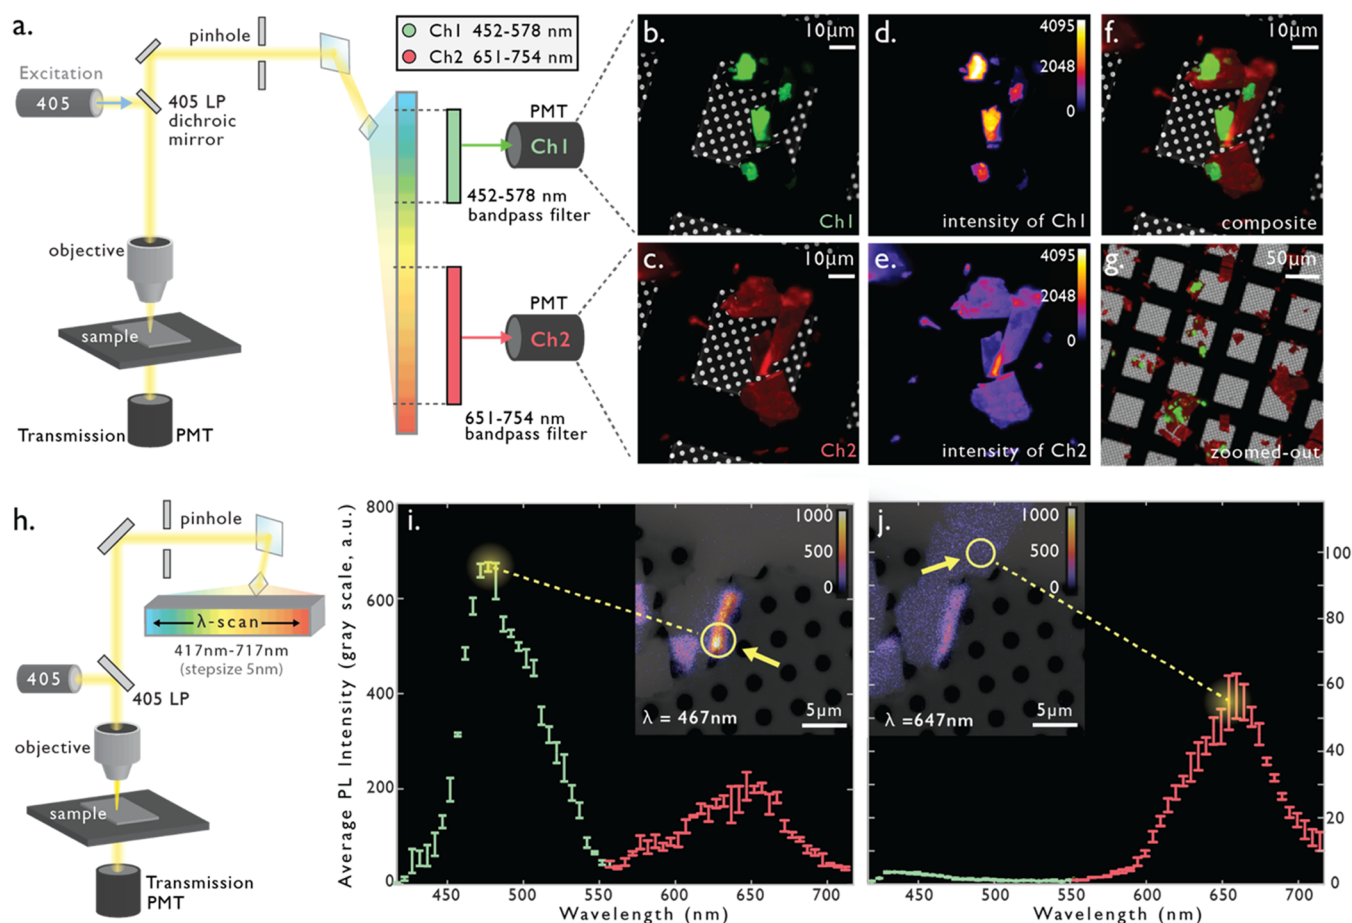 a.
Excitation
405
405 LP
dichroic
mirror
pinhole
objective
sample
Transmission PMT
Ch1 452-578 nm
Ch2 651-754 nm
PMT
Ch1
452-578 nm
bandpass filter
PMT
Ch2
651-754 nm
bandpass filter
b.
10μm
Ch1
c.
10μm
Ch2
d.
4095
2048
0
intensity of Ch1
e.
4095
2048
0
intensity of Ch2
f.
10μm
composite
g.
50μm
zoomed-out
h.
pinhole
λ-scan
417nm-717nm
(stepsize 5nm)
405
405 LP
objective
sample
Transmission
PMT
i.
Average PL Intensity (gray scale, a.u.)
800
600
400
200
0
450
500
550
600
650
700
Wavelength (nm)
1000
500
0
λ = 467nm
5μm
j.
1000
500
0
λ =647nm
5μm
100
80
60
40
20
0
450
500
550
600
650
700
Wavelength (nm)